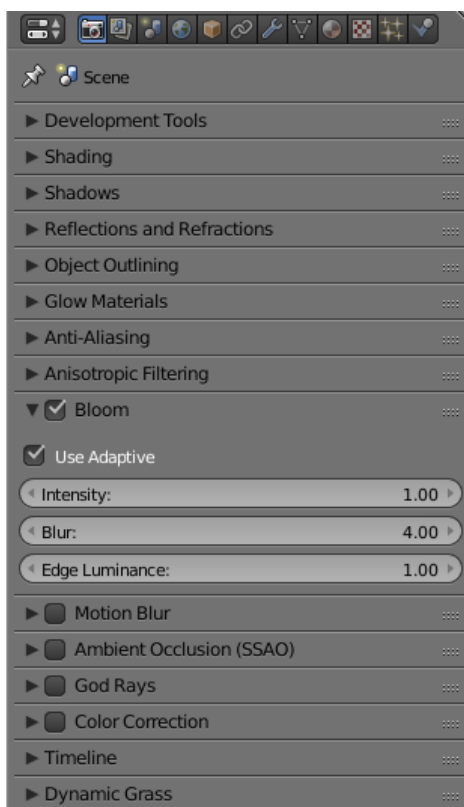 Scene
Development Tools
Shading
Shadows
Reflections and Refractions
Object Outlining
Glow Materials
Anti-Aliasing
Anisotropic Filtering
Bloom
Use Adaptive
Intensity: 1.00
Blur: 4.00
Edge Luminance: 1.00
Motion Blur
Ambient Occlusion (SSAO)
God Rays
Color Correction
Timeline
Dynamic Grass